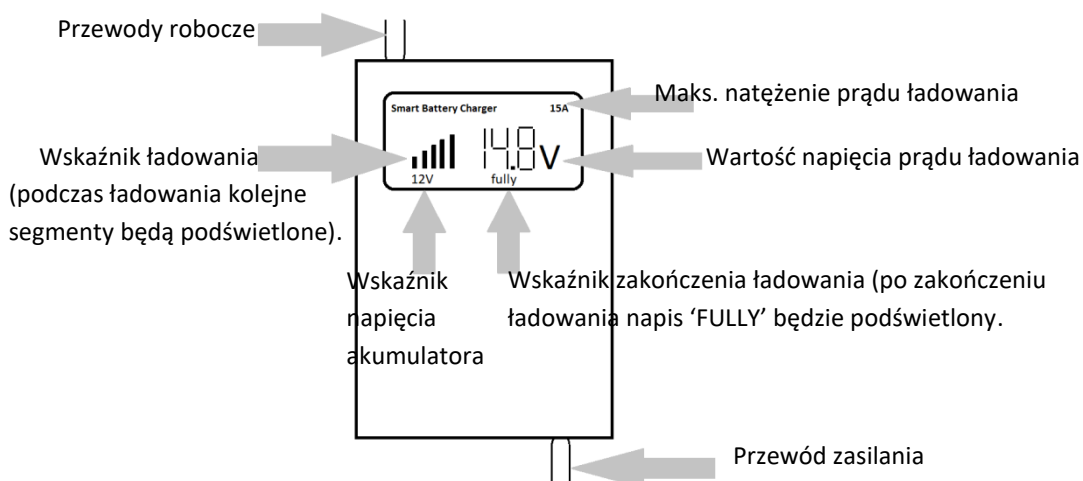 Przewody robocze
Smart Battery Charger 15A
Maks. natężenie prądu ładowania
14.8V
12V fully
Wartość napięcia prądu ładowania
Wskaźnik ładowania
(podczas ładowania kolejne
segmenty będą podświetlone).
Wskaźnik
napięcia
akumulatora
Wskaźnik zakończenia ładowania (po zakończeniu
ładowania napis ‘FULLY’ będzie podświetlony.
Przewód zasilania